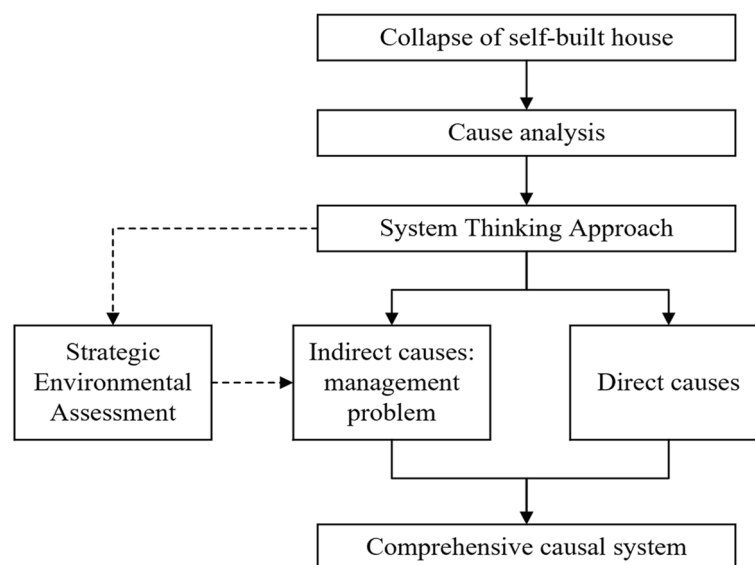 Collapse of self-built house
Cause analysis
System Thinking Approach
Strategic
Environmental
Assessment
Indirect causes:
management
problem
Direct causes
Comprehensive causal system